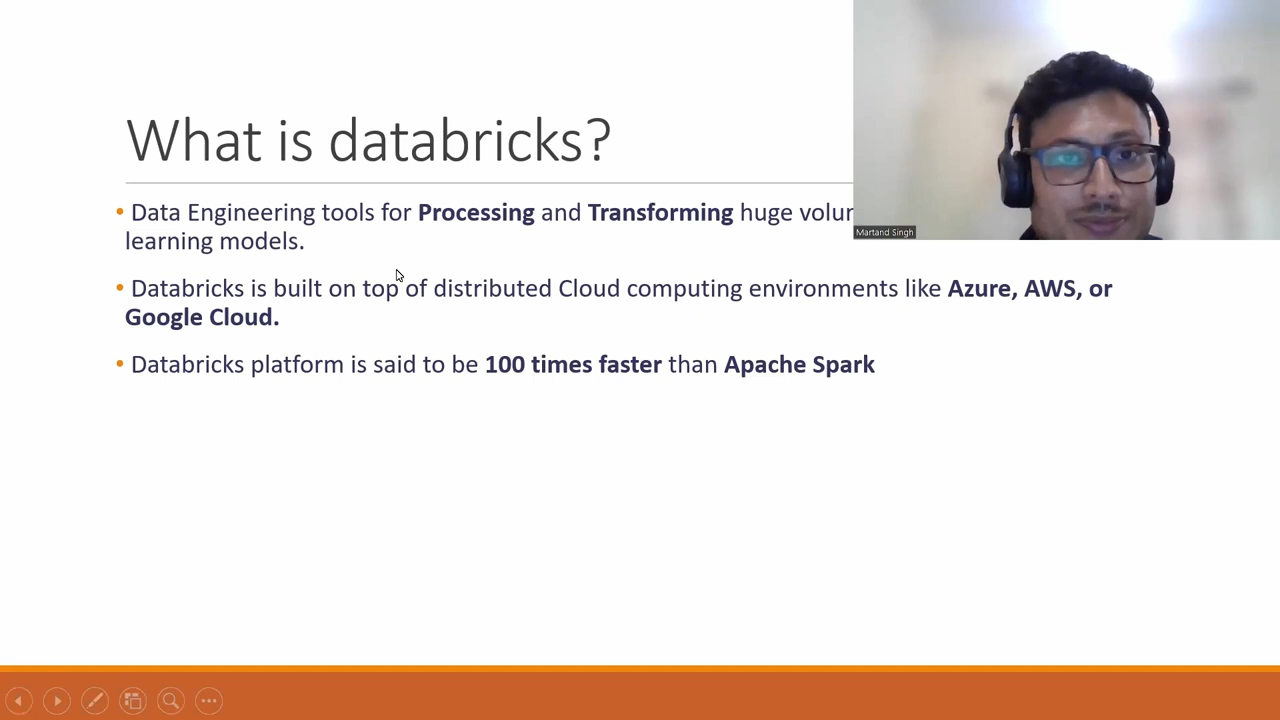 What is databricks?
• Data Engineering tools for Processing and Transforming huge
learning models.
• Databricks is built on top of distributed Cloud computing environments like Azure, AWS, or
Google Cloud.
• Databricks platform is said to be 100 times faster than Apache Spark
Martand Singh